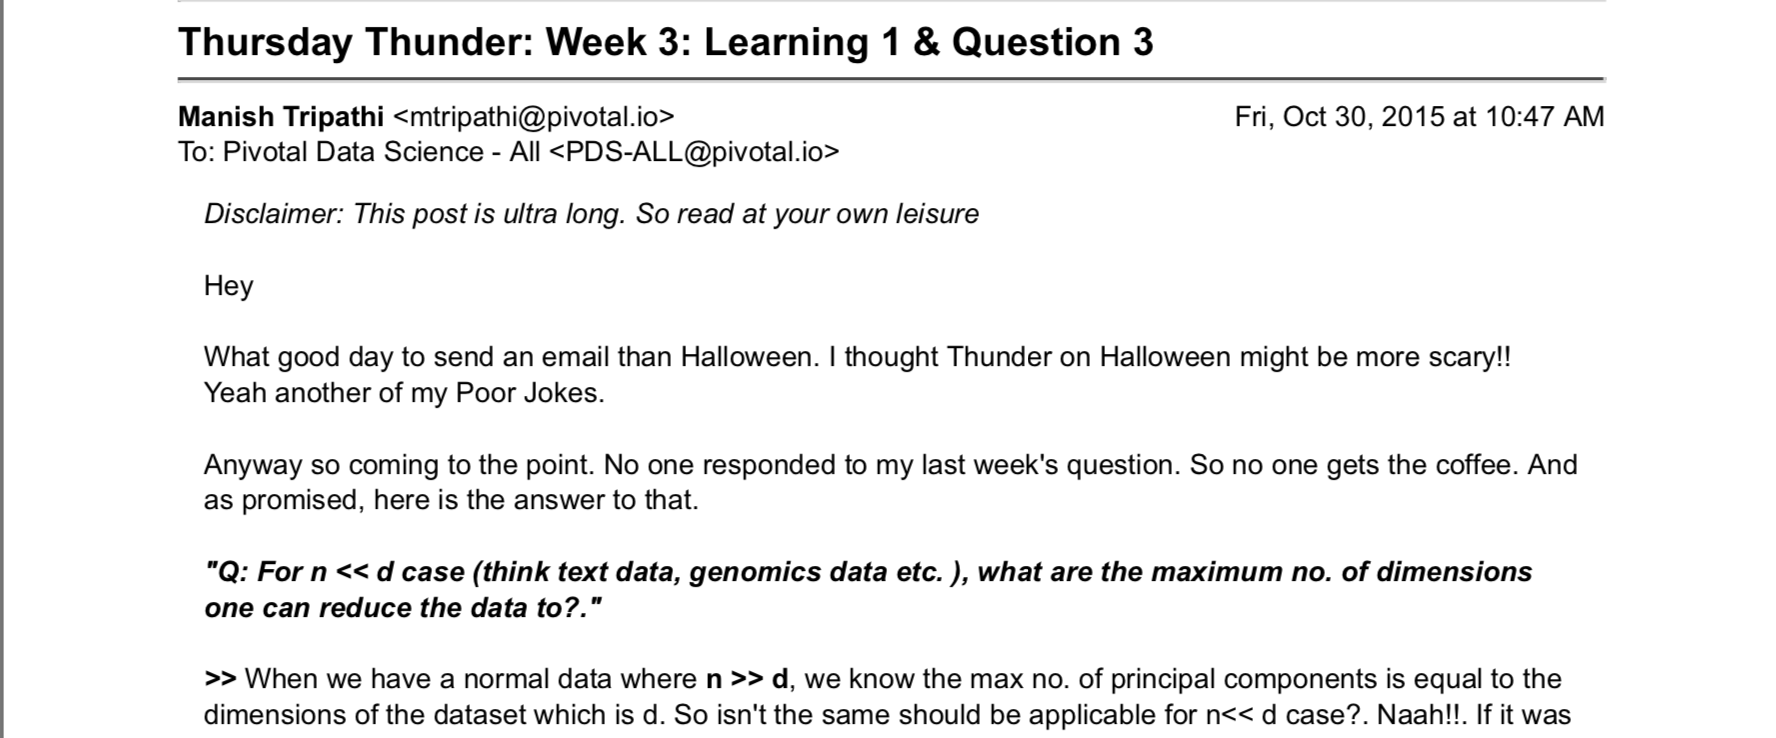 Thursday Thunder: Week 3: Learning 1 & Question 3
Manish Tripathi <mtripathi@pivotal.io> Fri, Oct 30, 2015 at 10:47 AM
To: Pivotal Data Science - All <PDS-ALL@pivotal.io>
Disclaimer: This post is ultra long. So read at your own leisure
Hey
What good day to send an email than Halloween. I thought Thunder on Halloween might be more scary!!
Yeah another of my Poor Jokes.
Anyway so coming to the point. No one responded to my last week's question. So no one gets the coffee. And
as promised, here is the answer to that.
"Q: For n << d case (think text data, genomics data etc. ), what are the maximum no. of dimensions
one can reduce the data to?."
>> When we have a normal data where n >> d, we know the max no. of principal components is equal to the
dimensions of the dataset which is d. So isn't the same should be applicable for n<< d case?. Naah!!. If it was